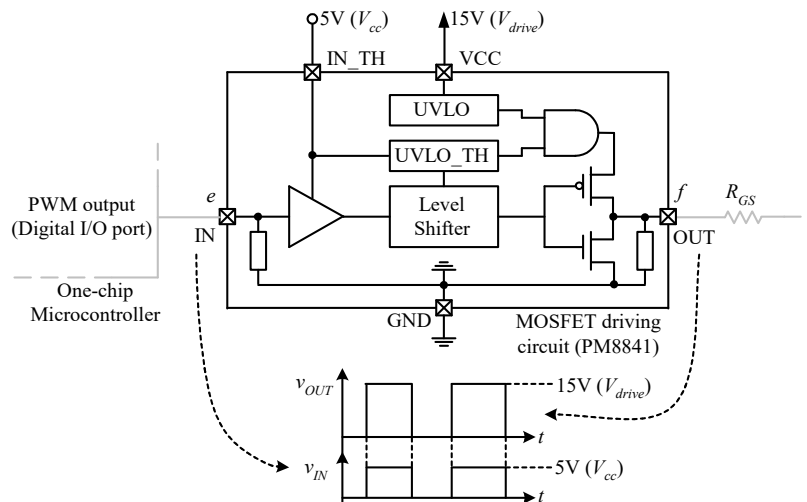 5V (Vcc)
15V (Vdrive)
IN_TH
VCC
UVLO
UVLO_TH
e
f
RGS
PWM output
(Digital I/O port)
IN
Level
Shifter
OUT
One-chip
Microcontroller
GND
MOSFET driving
circuit (PM8841)
vOUT
15V (Vdrive)
t
vIN
5V (Vcc)
t